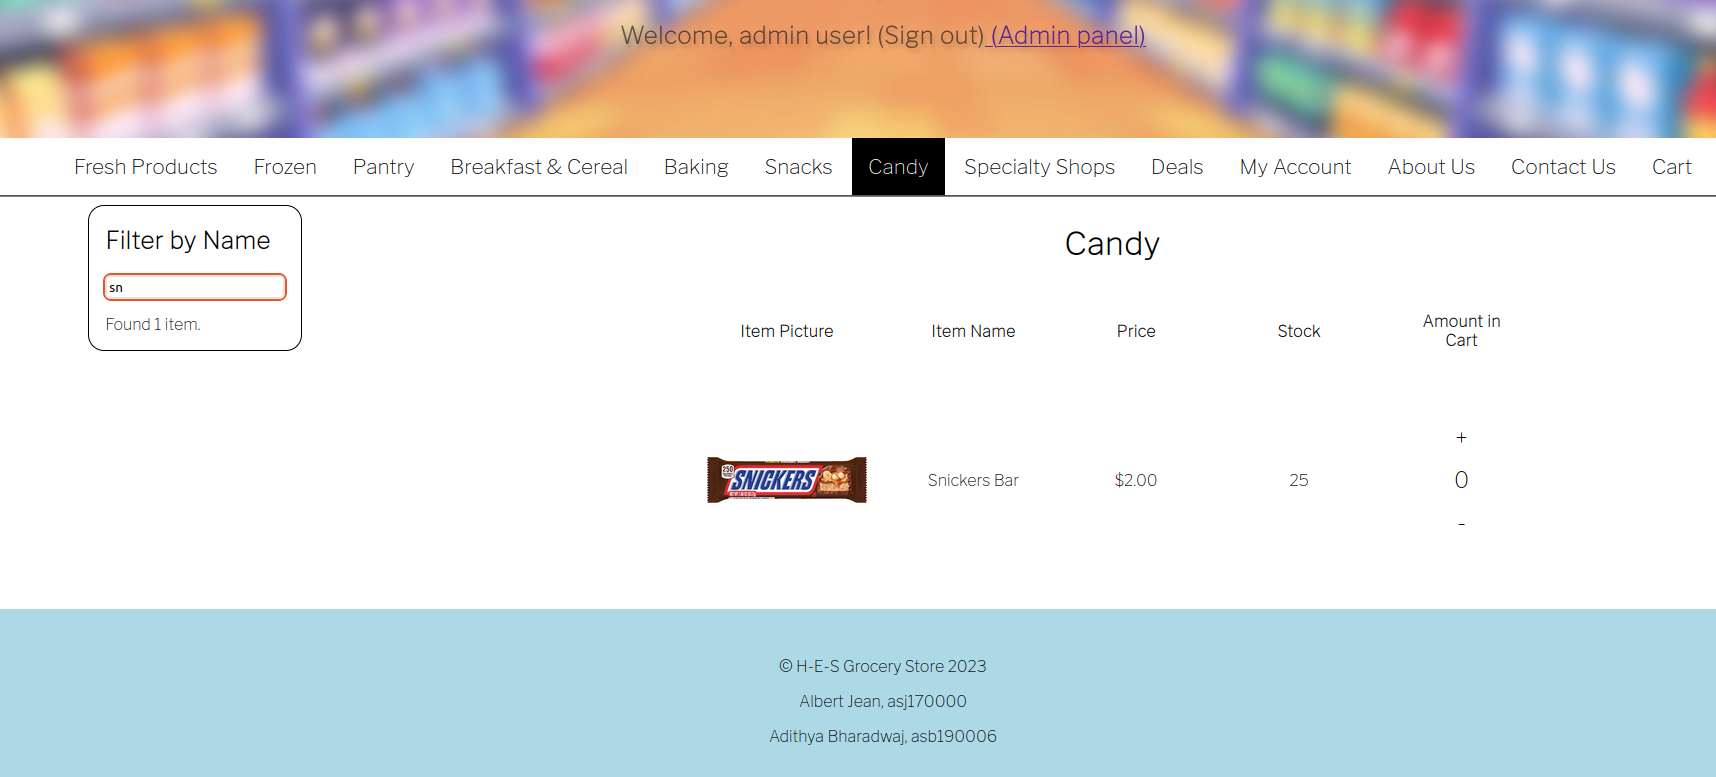 Welcome, admin user! (Sign out) (Admin panel)
Fresh Products Frozen Pantry Breakfast & Cereal Baking Snacks Candy Specialty Shops Deals My Account About Us Contact Us Cart
Filter by Name
sn
Found 1 item.
Candy
Item Picture Item Name Price Stock Amount in Cart
+
250
SNICKERS
Snickers Bar $2.00 25 0
-
© H-E-S Grocery Store 2023
Albert Jean, asj170000
Adithya Bharadwaj, asb190006